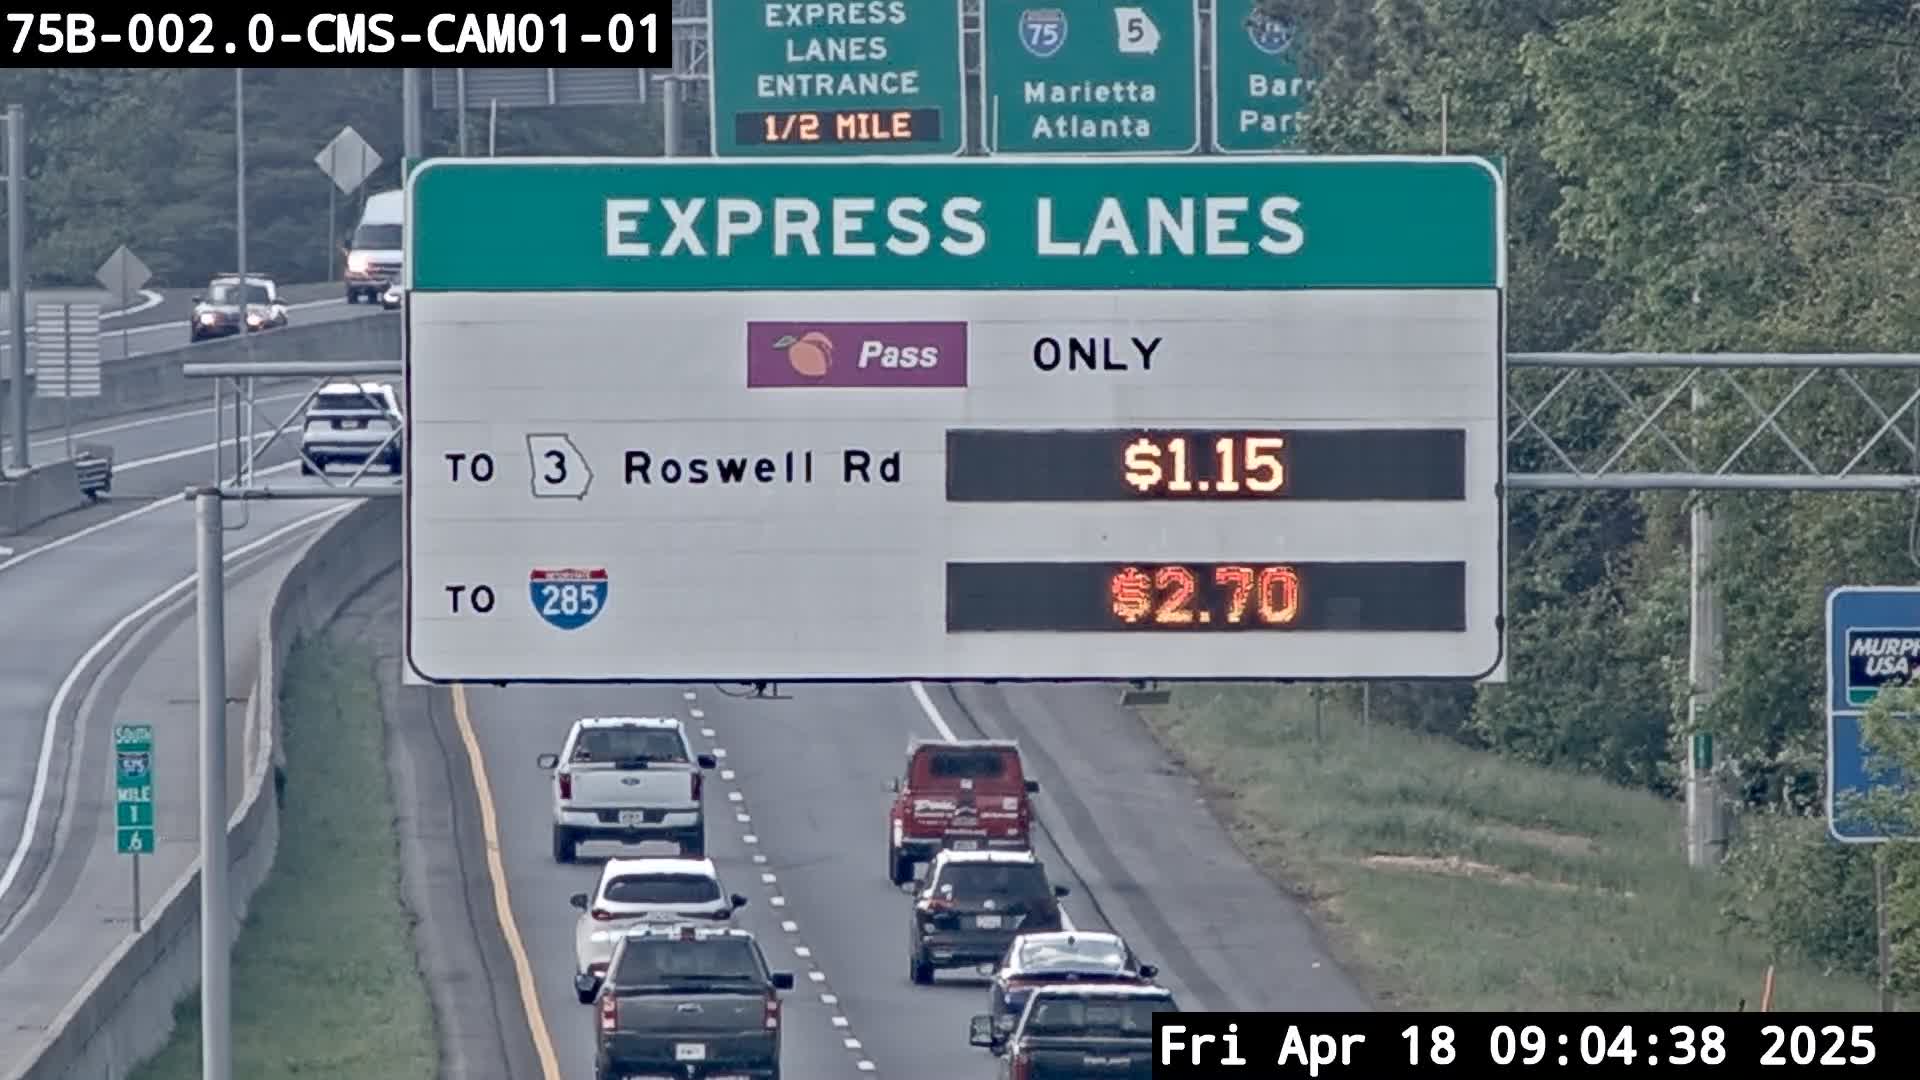 75B-002.0-CMS-CAM01-01
EXPRESS
LANES
ENTRANCE
1/2 MILE
75 5
Marietta
Atlanta
EXPRESS LANES
Pass ONLY
TO 3 Roswell Rd $1.15
TO 285 $2.70
MURPH
USA
SOUTH
575
MILE
1
.6
Fri Apr 18 09:04:38 2025